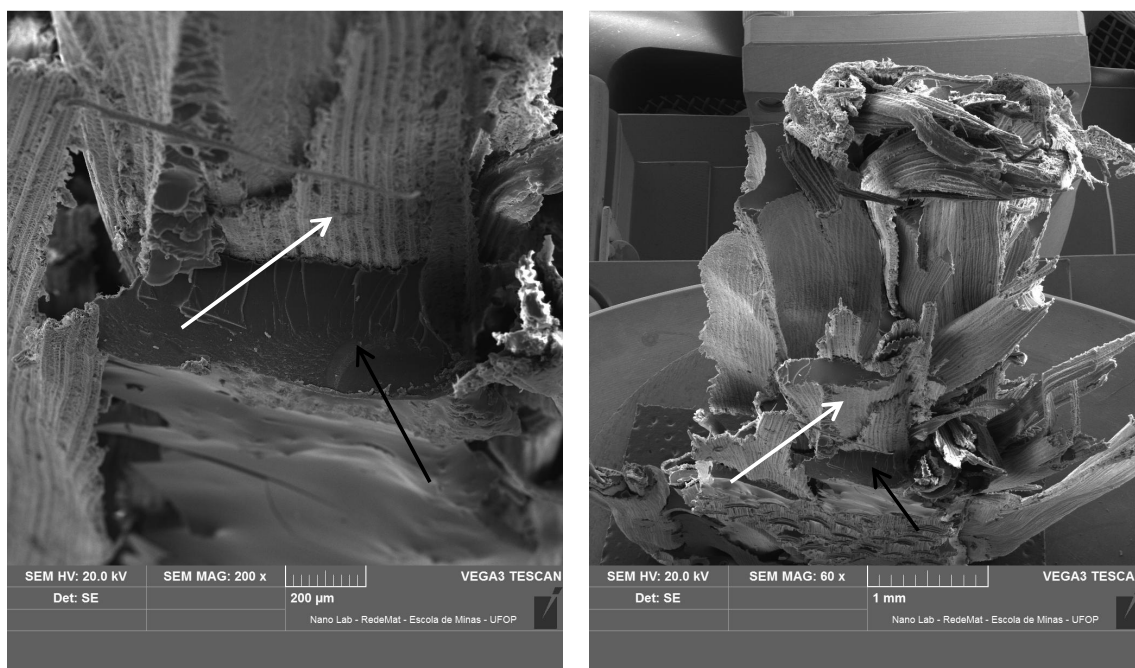 SEM HV: 20.0 kV SEM MAG: 200 x VEGA3 TESCAN
Det: SE 200 µm
Nano Lab - RedeMat - Escola de Minas - UFOP
SEM HV: 20.0 kV SEM MAG: 60 x VEGA3 TESCA
Det: SE 1 mm
Nano Lab - RedeMat - Escola de Minas - UFOP